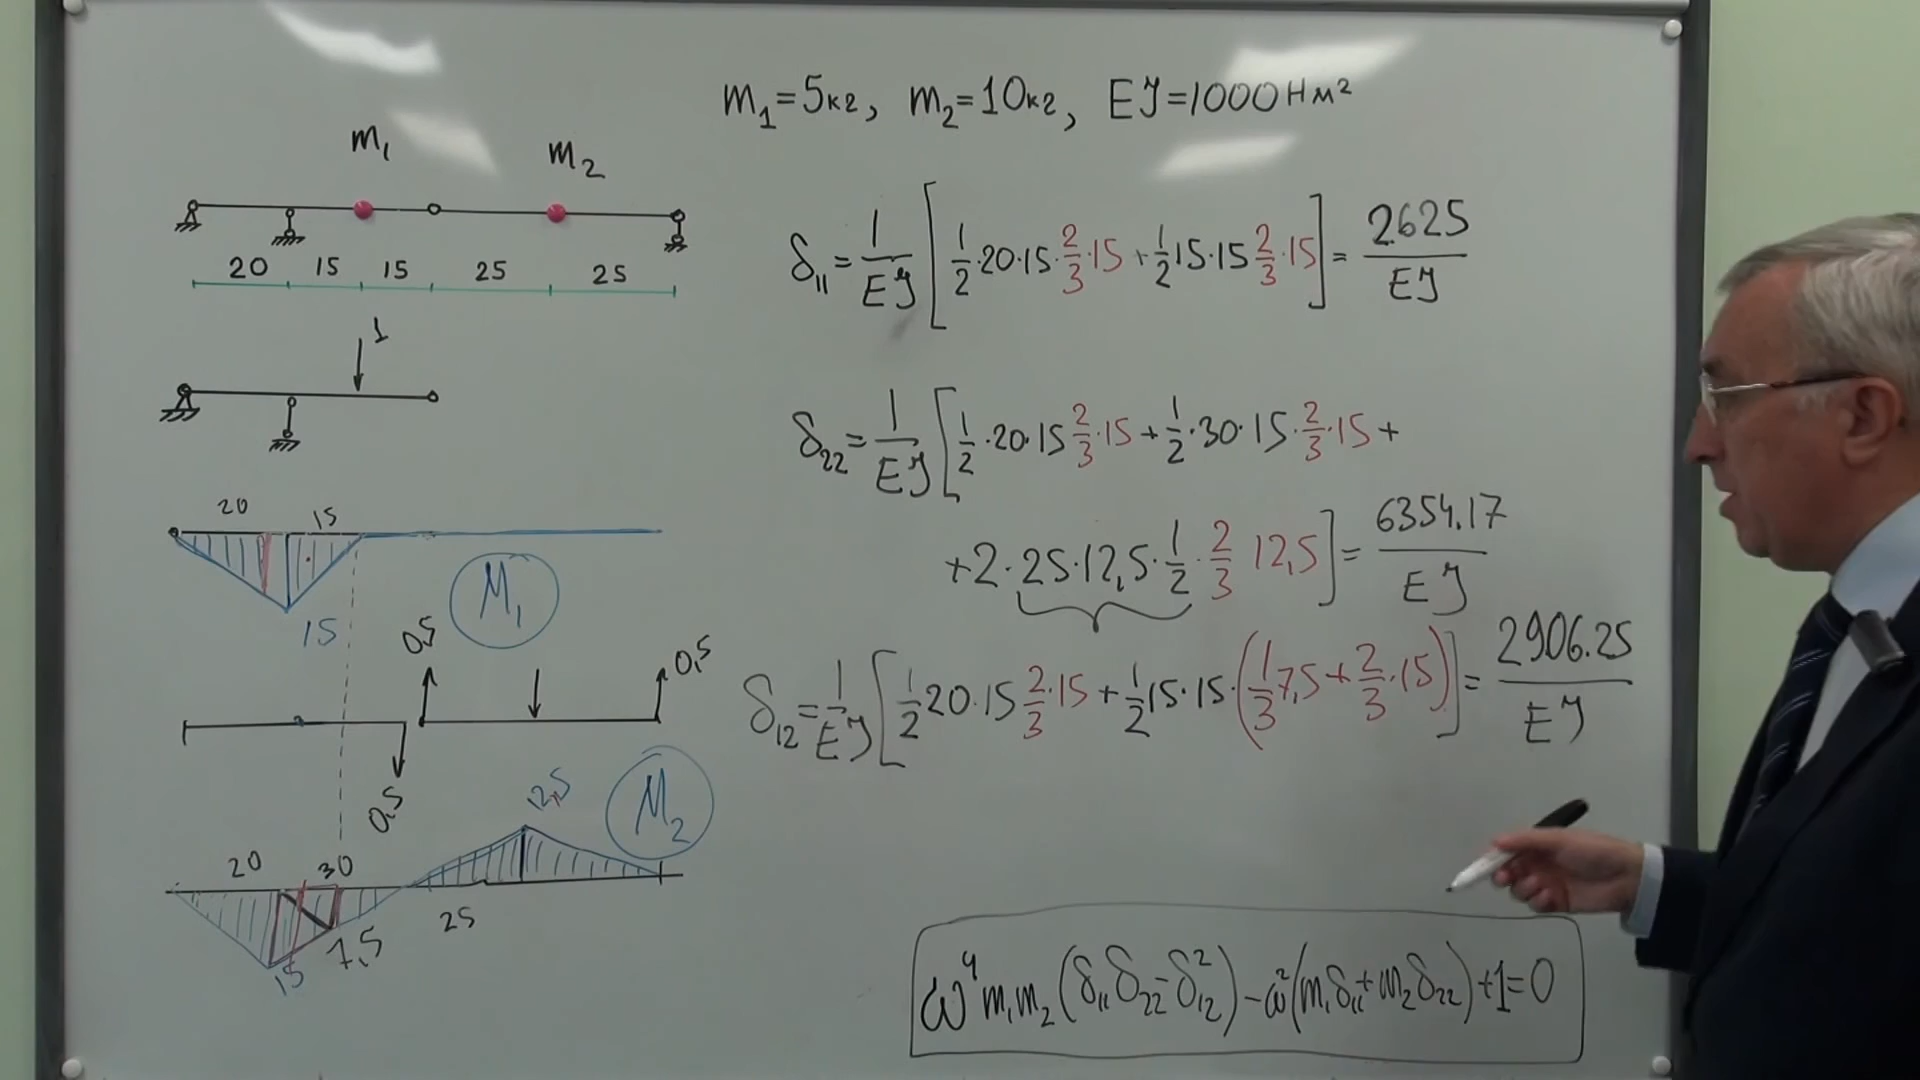 m₁=5кг, m₂=10кг, EJ=1000Нм²
m₁ m₂
20 15 15 25 25
1
δ₁₁=1/EJ[1/2·20·15·2/3·15+1/2 15·15 2/3·15]=2625/EJ
δ₂₂=1/EJ[1/2·20·15 2/3·15+1/2·30·15·2/3·15+
+2·25·12,5·1/2·2/3 12,5]=6354.17/EJ
δ₁₂=1/EJ[1/2 20·15 2/3·15+1/2 15·15·(1/3 7,5+2/3·15)]=2906.25/EJ
20 15
15
M₁
0,5 0,5
0,5
12,5
M₂
20 30
15 7,5 25
ω⁴m₁m₂(δ₁₁δ₂₂-δ₁₂²)-ω²(m₁δ₁₁+m₂δ₂₂)+1=0